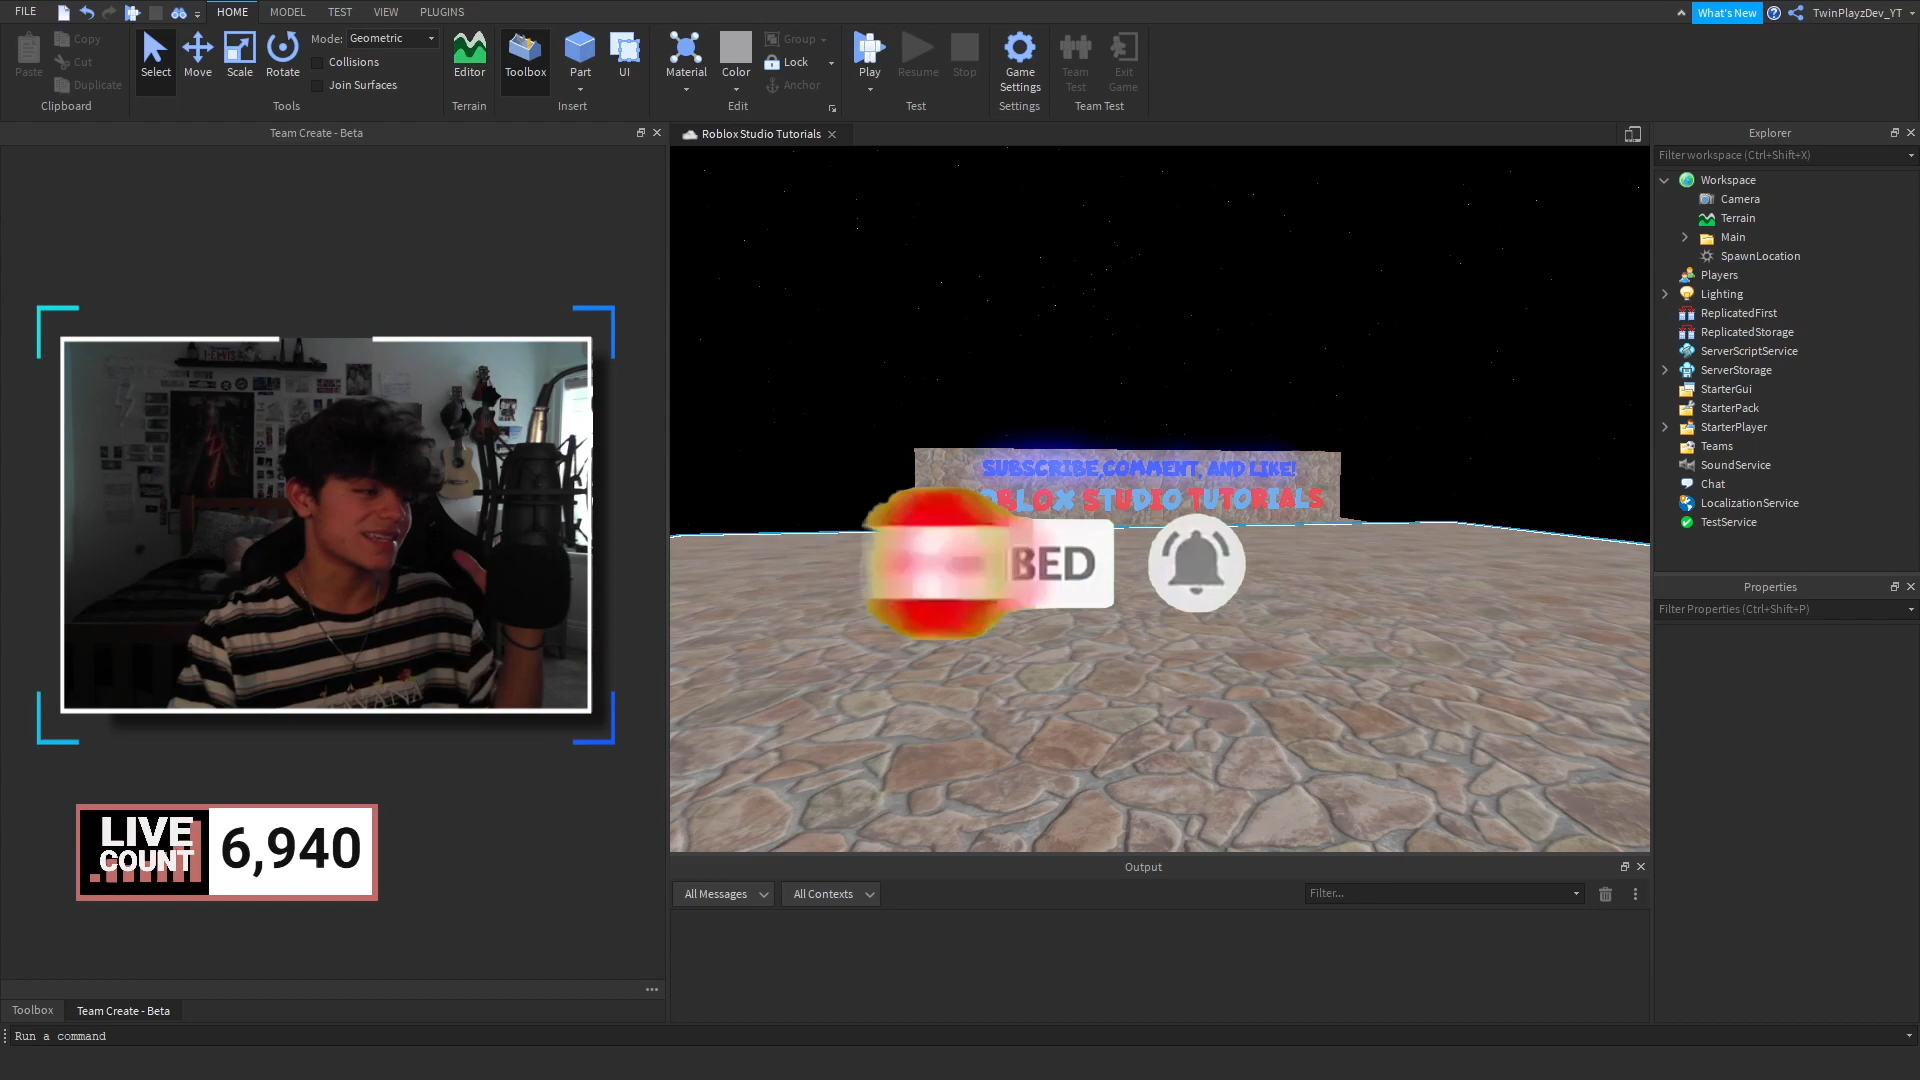 FILE
HOME
MODEL
TEST
VIEW
PLUGINS
What's New
TwinPlayzDev_YT
Paste
Copy
Cut
Duplicate
Clipboard
Select
Move
Scale
Rotate
Mode: Geometric
Collisions
Join Surfaces
Tools
Editor
Terrain
Toolbox
Part
UI
Insert
Material
Color
Group
Lock
Anchor
Edit
Play
Resume
Stop
Test
Game
Settings
Settings
Team
Test
Exit
Game
Team Test
Team Create - Beta
Roblox Studio Tutorials
SUBSCRIBE,COMMENT, AND LIKE!
STUDIO TUTORIALS
LIVE
COUNT
6,940
Output
All Messages
All Contexts
Filter...
Explorer
Filter workspace (Ctrl+Shift+X)
Workspace
Camera
Terrain
Main
SpawnLocation
Players
Lighting
ReplicatedFirst
ReplicatedStorage
ServerScriptService
ServerStorage
StarterGui
StarterPack
StarterPlayer
Teams
SoundService
Chat
LocalizationService
TestService
Properties
Filter Properties (Ctrl+Shift+P)
Toolbox
Team Create - Beta
Run a command